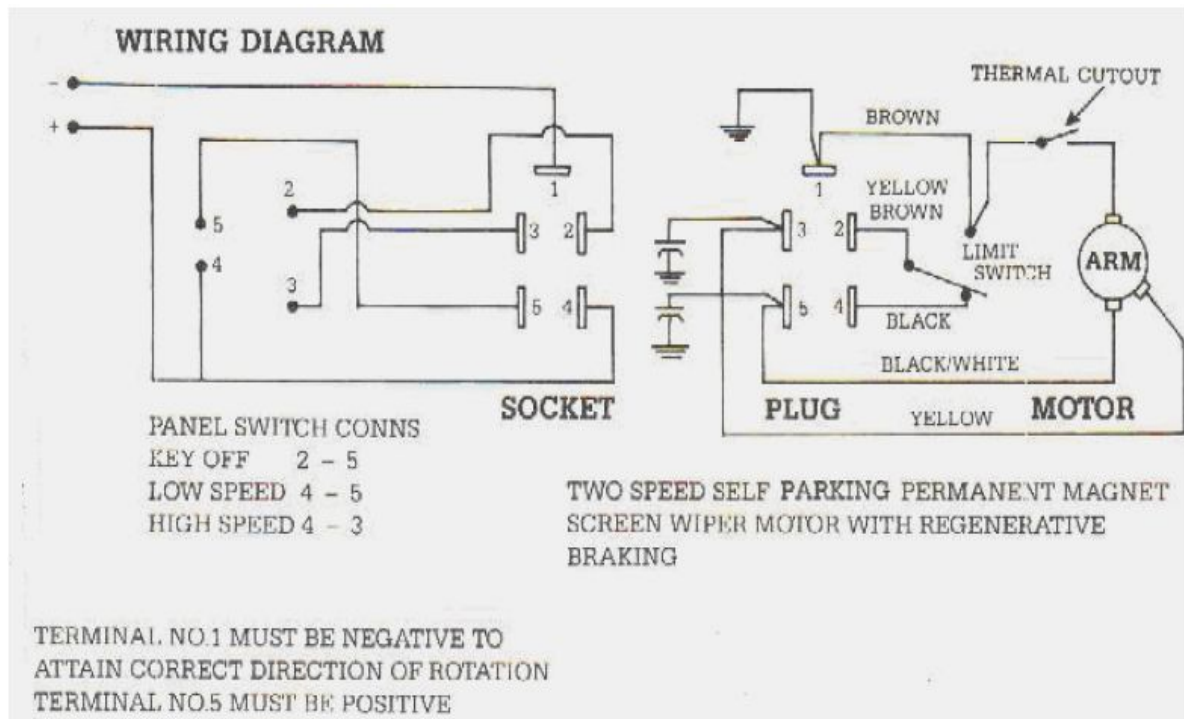 WIRING DIAGRAM
-
+
5
4
2
3
1
3
2
5
4
SOCKET
PANEL SWITCH CONNS
KEY OFF 2 - 5
LOW SPEED 4 - 5
HIGH SPEED 4 - 3
THERMAL CUTOUT
BROWN
1
YELLOW
BROWN
3
2
LIMIT
SWITCH
ARM
5
4
BLACK
BLACK/WHITE
PLUG
MOTOR
YELLOW
TWO SPEED SELF PARKING PERMANENT MAGNET
SCREEN WIPER MOTOR WITH REGENERATIVE
BRAKING
TERMINAL NO.1 MUST BE NEGATIVE TO
ATTAIN CORRECT DIRECTION OF ROTATION
TERMINAL NO.5 MUST BE POSITIVE